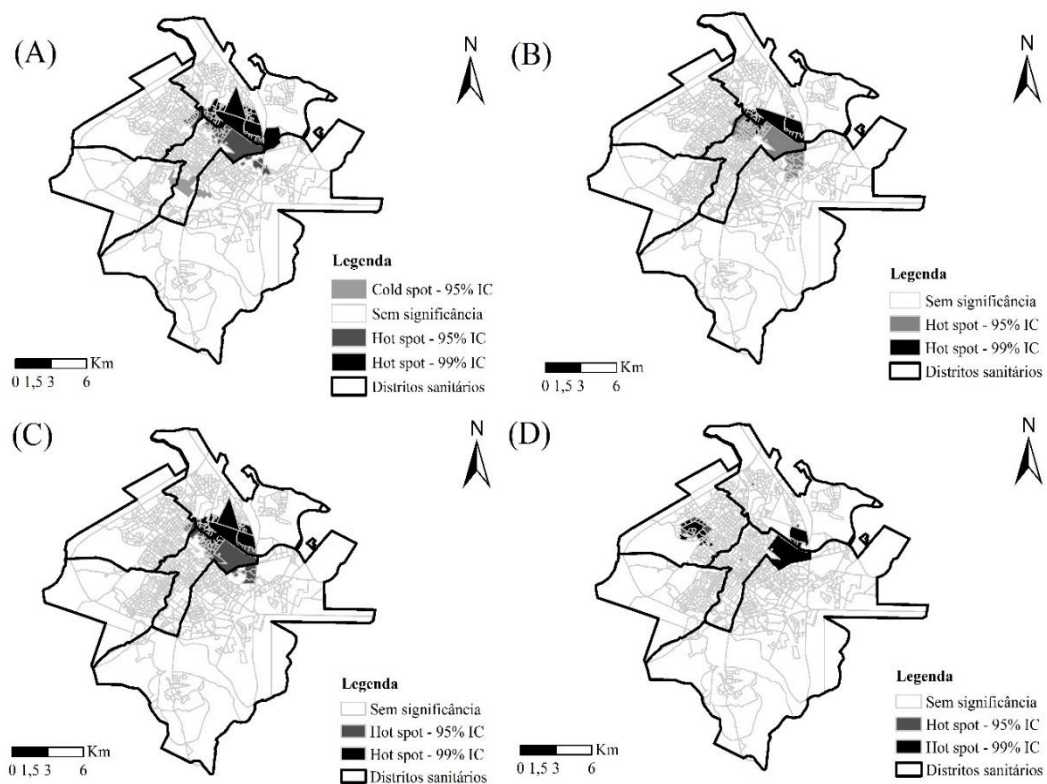 (A)
N
Legenda
Cold spot - 95% IC
Sem significância
Hot spot - 95% IC
Hot spot - 99% IC
Distritos sanitários
Km
0 1,5 3 6
(B)
N
Legenda
Sem significância
Hot spot - 95% IC
Hot spot - 99% IC
Distritos sanitários
Km
0 1,5 3 6
(C)
N
Legenda
Sem significância
Hot spot - 95% IC
Hot spot - 99% IC
Distritos sanitários
Km
0 1,5 3 6
(D)
N
Legenda
Sem significância
Hot spot - 95% IC
Hot spot - 99% IC
Distritos sanitários
Km
0 1,5 3 6